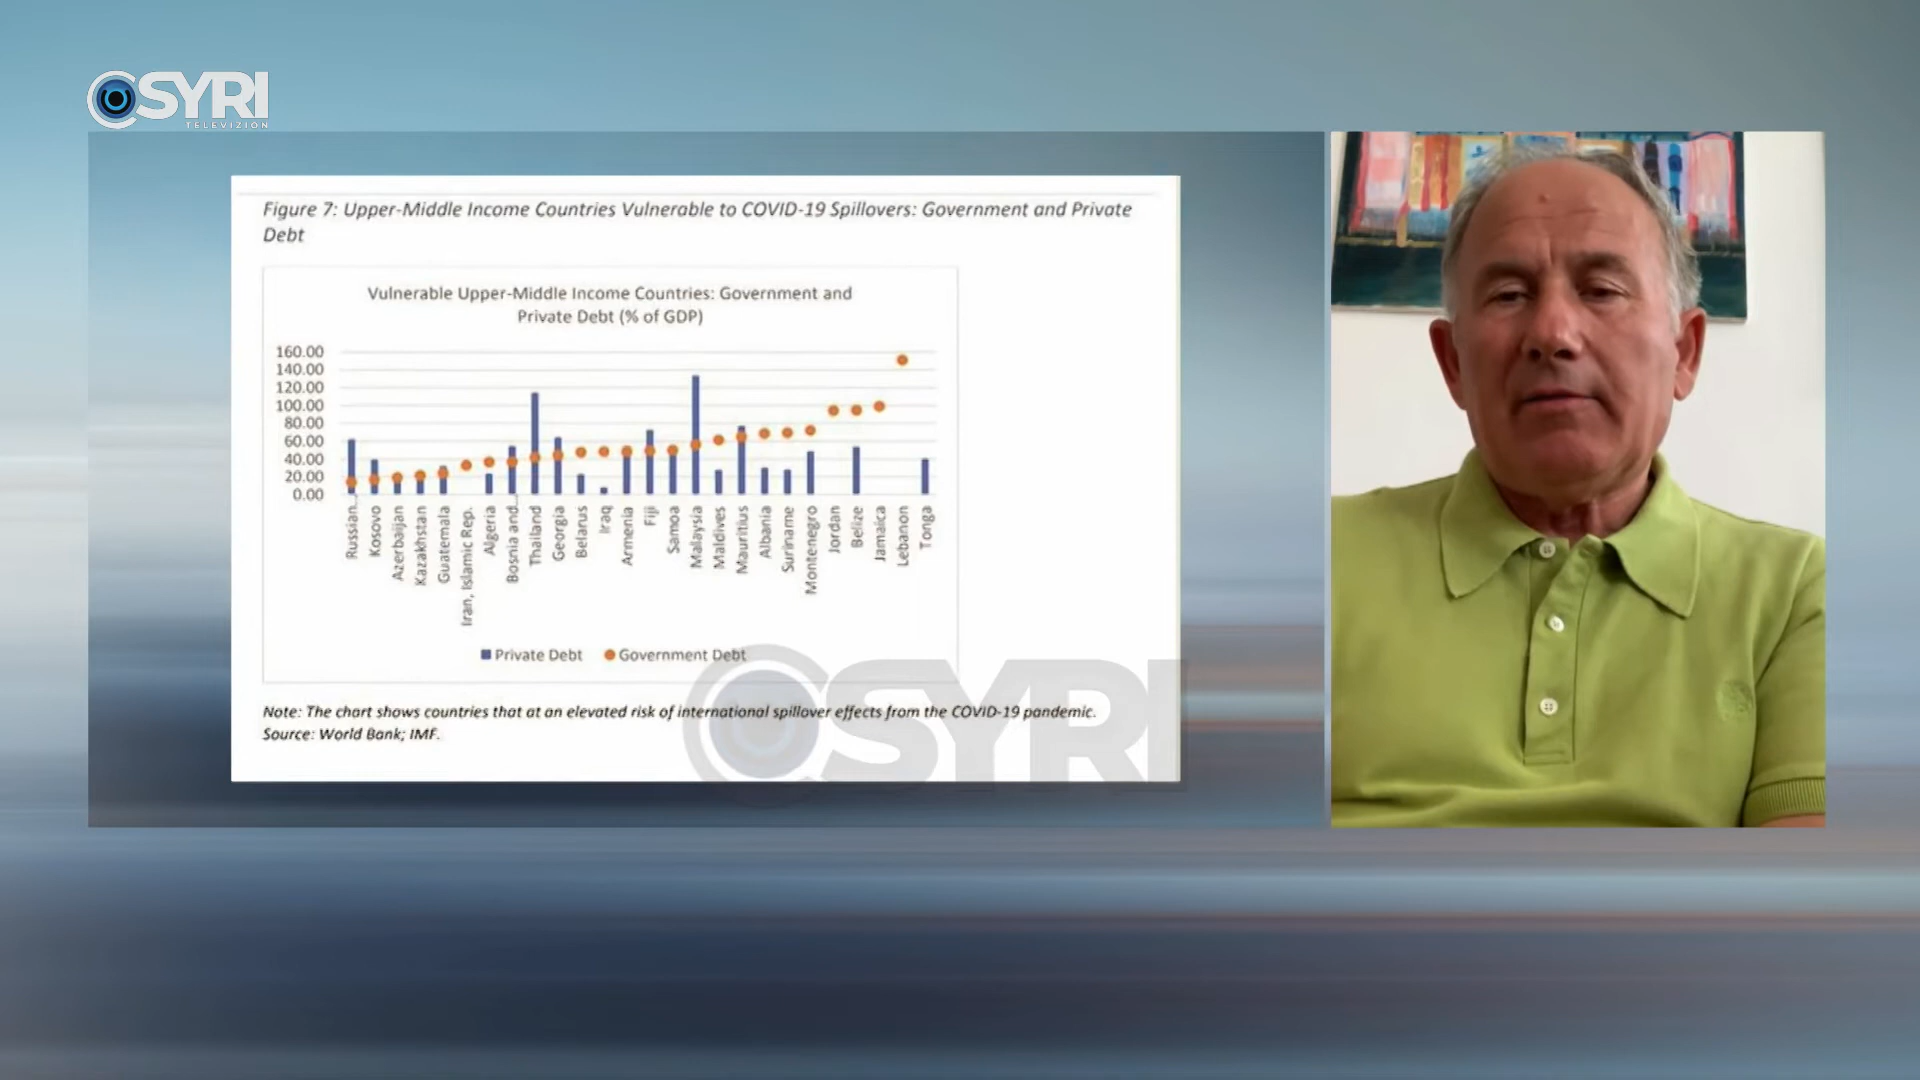 SYRI
TELEVIZION
Figure 7: Upper-Middle Income Countries Vulnerable to COVID-19 Spillovers: Government and Private
Debt
Vulnerable Upper-Middle Income Countries: Government and
Private Debt (% of GDP)
160.00
140.00
120.00
100.00
80.00
60.00
40.00
20.00
0.00
Russian...
Kosovo
Azerbaijan
Kazakhstan
Guatemala
Iran, Islamic Rep.
Algeria
Bosnia and...
Thailand
Georgia
Belarus
Iraq
Armenia
Fiji
Samoa
Malaysia
Maldives
Mauritius
Albania
Suriname
Montenegro
Jordan
Belize
Jamaica
Lebanon
Tonga
Private Debt Government Debt
Note: The chart shows countries that at an elevated risk of international spillover effects from the COVID-19 pandemic.
Source: World Bank; IMF.
SYRI